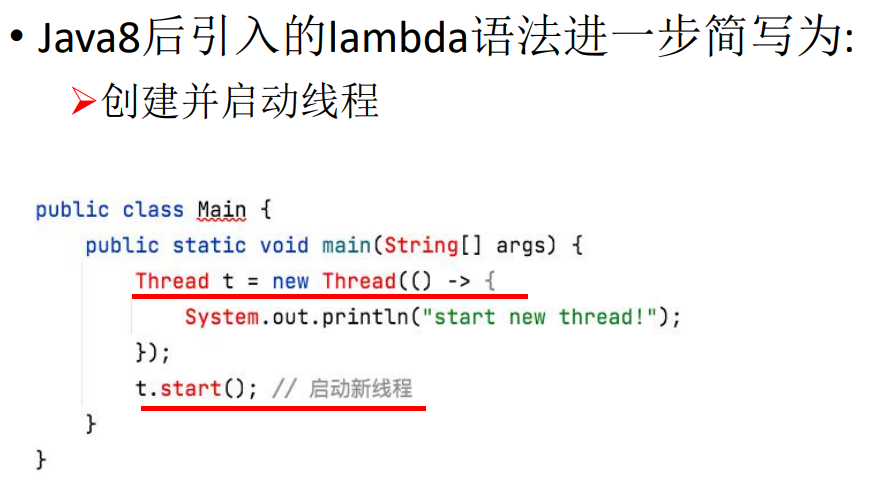 • Java8后引入的lambda语法进一步简写为:
➢创建并启动线程
public class Main {
    public static void main(String[] args) {
        Thread t = new Thread(() -> {
            System.out.println("start new thread!");
        });
        t.start(); // 启动新线程
    }
}